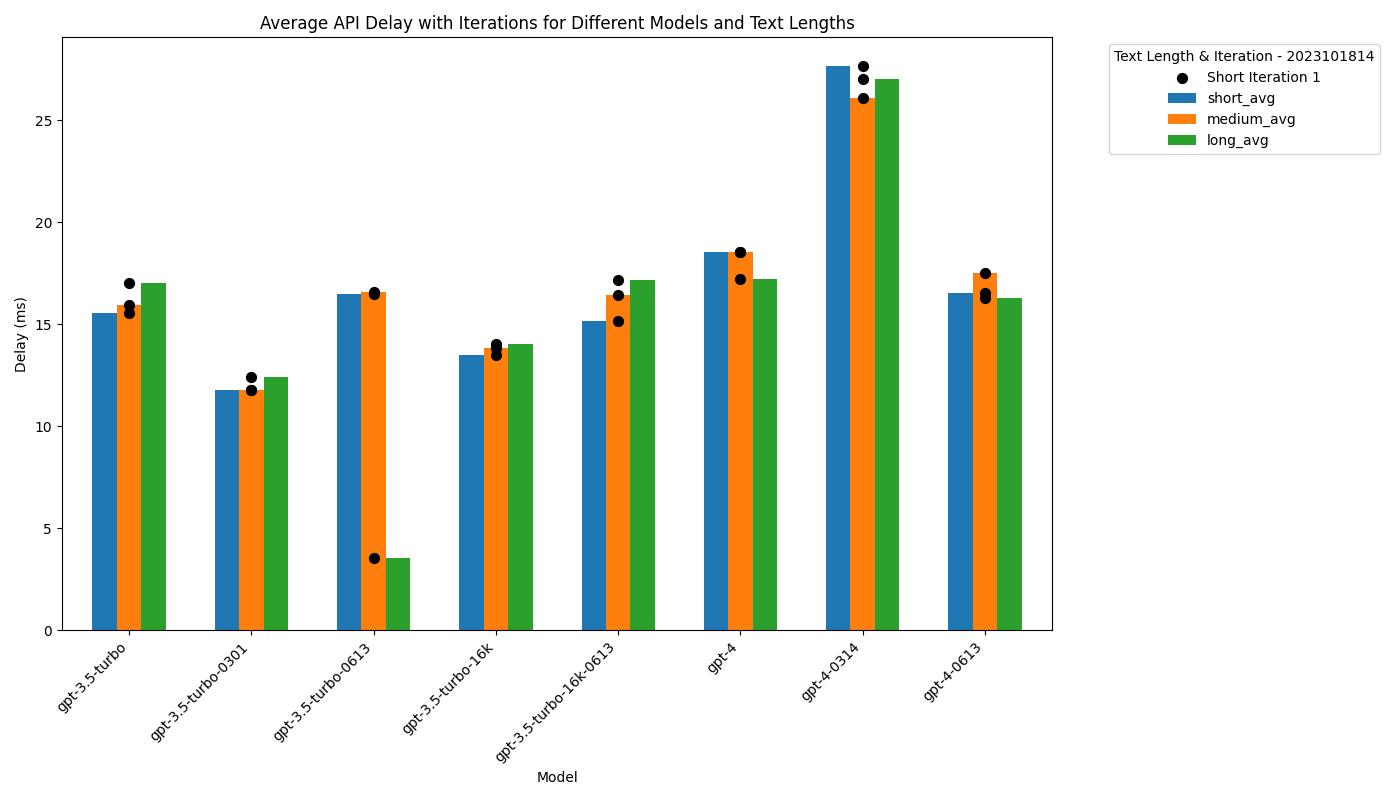 Average API Delay with Iterations for Different Models and Text Lengths
Text Length & Iteration - 2023101814
Short Iteration 1
short_avg
medium_avg
long_avg
Delay (ms)
25
20
15
10
5
0
gpt-3.5-turbo
gpt-3.5-turbo-0301
gpt-3.5-turbo-0613
gpt-3.5-turbo-16k
gpt-3.5-turbo-16k-0613
gpt-4
gpt-4-0314
gpt-4-0613
Model